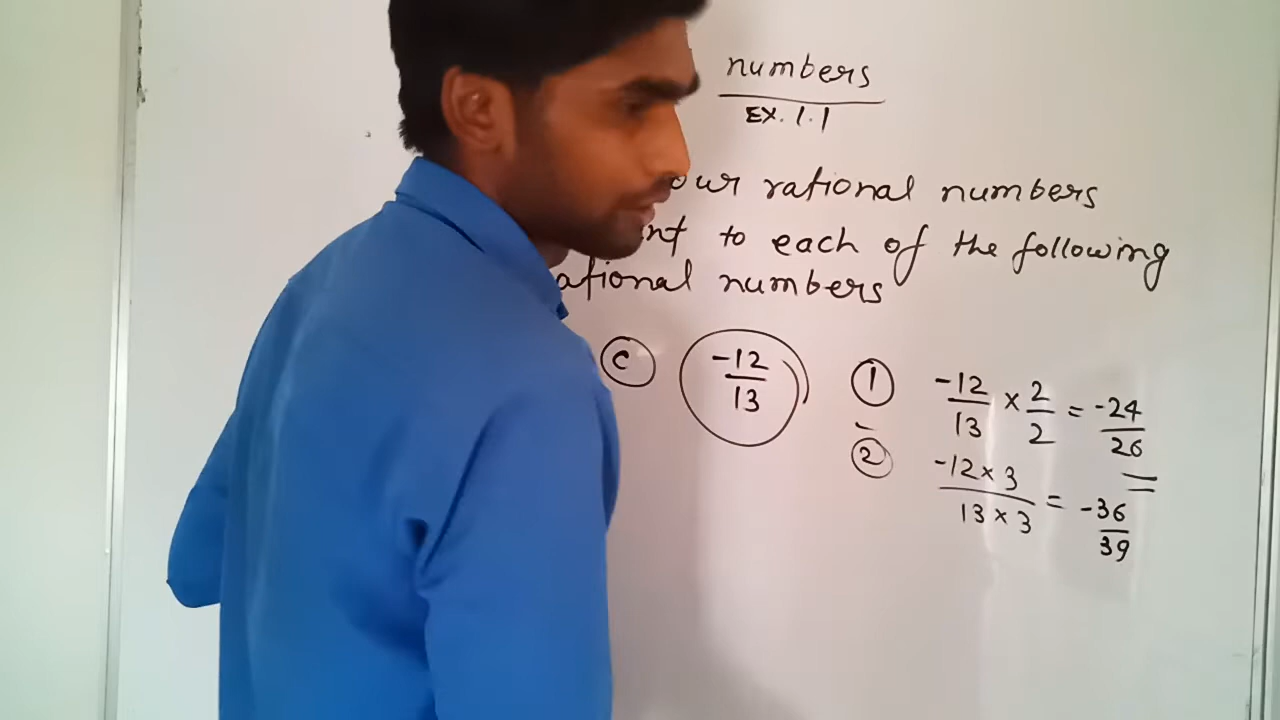 numbers
EX. 1.1
our rational numbers
nt to each of the following
ational numbers
C -12/13
1 -12/13 × 2/2 = -24/26
2 -12×3/13×3 = -36/39